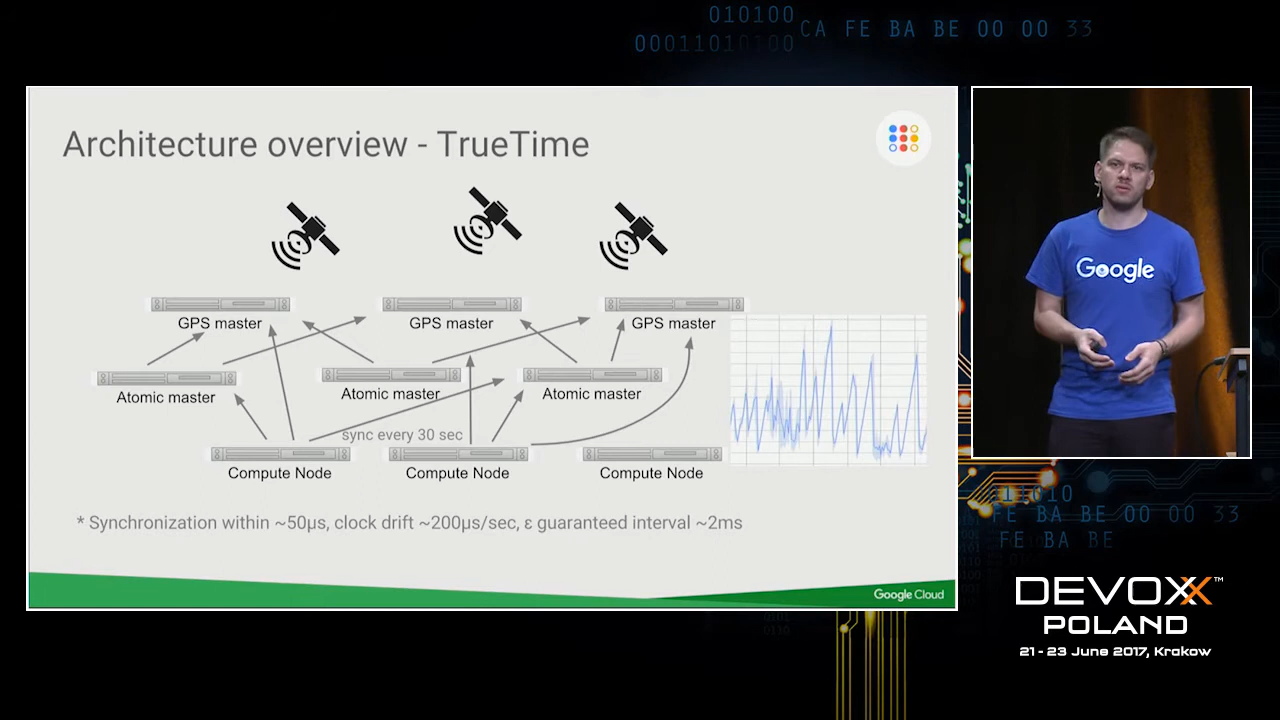 010100
CA FE BA BE 00 00 33
00011010100
Architecture overview - TrueTime
GPS master
GPS master
GPS master
Atomic master
Atomic master
Atomic master
sync every 30 sec
Compute Node
Compute Node
Compute Node
* Synchronization within ~50µs, clock drift ~200µs/sec, ε guaranteed interval ~2ms
Google Cloud
Google
FE BA BE 00 00 33
FE BA BE
DEVOXX™
POLAND
21 - 23 June 2017, Krakow